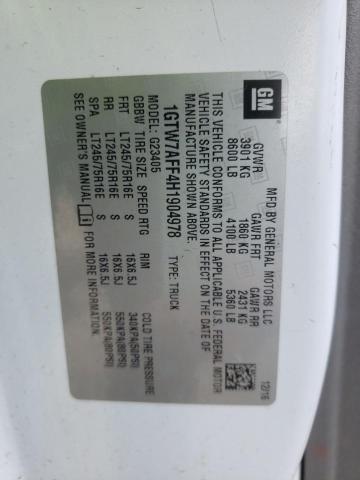 GM
MFD BY GENERAL MOTORS LLC 12/16
GVWR GAWR FRT GAWR RR
3901 KG 1860 KG 2431 KG
8600 LB 4100 LB 5360 LB
THIS VEHICLE CONFORMS TO ALL APPLICABLE U.S. FEDERAL MOTOR
VEHICLE SAFETY STANDARDS IN EFFECT ON THE DATE OF
MANUFACTURE SHOWN ABOVE.
1GTW7AFF4H1904978 TYPE: TRUCK
G23405
GBBW TIRE SIZE SPEED RTG RIM COLD TIRE PRESSURE
FRT LT245/75R16E S 16X6.5J 340KPA(50PSI)
RR LT245/75R16E S 16X6.5J 550KPA(80PSI)
SPA LT245/75R16E S 16X6.5J 550KPA(80PSI)
SEE OWNER'S MANUAL i